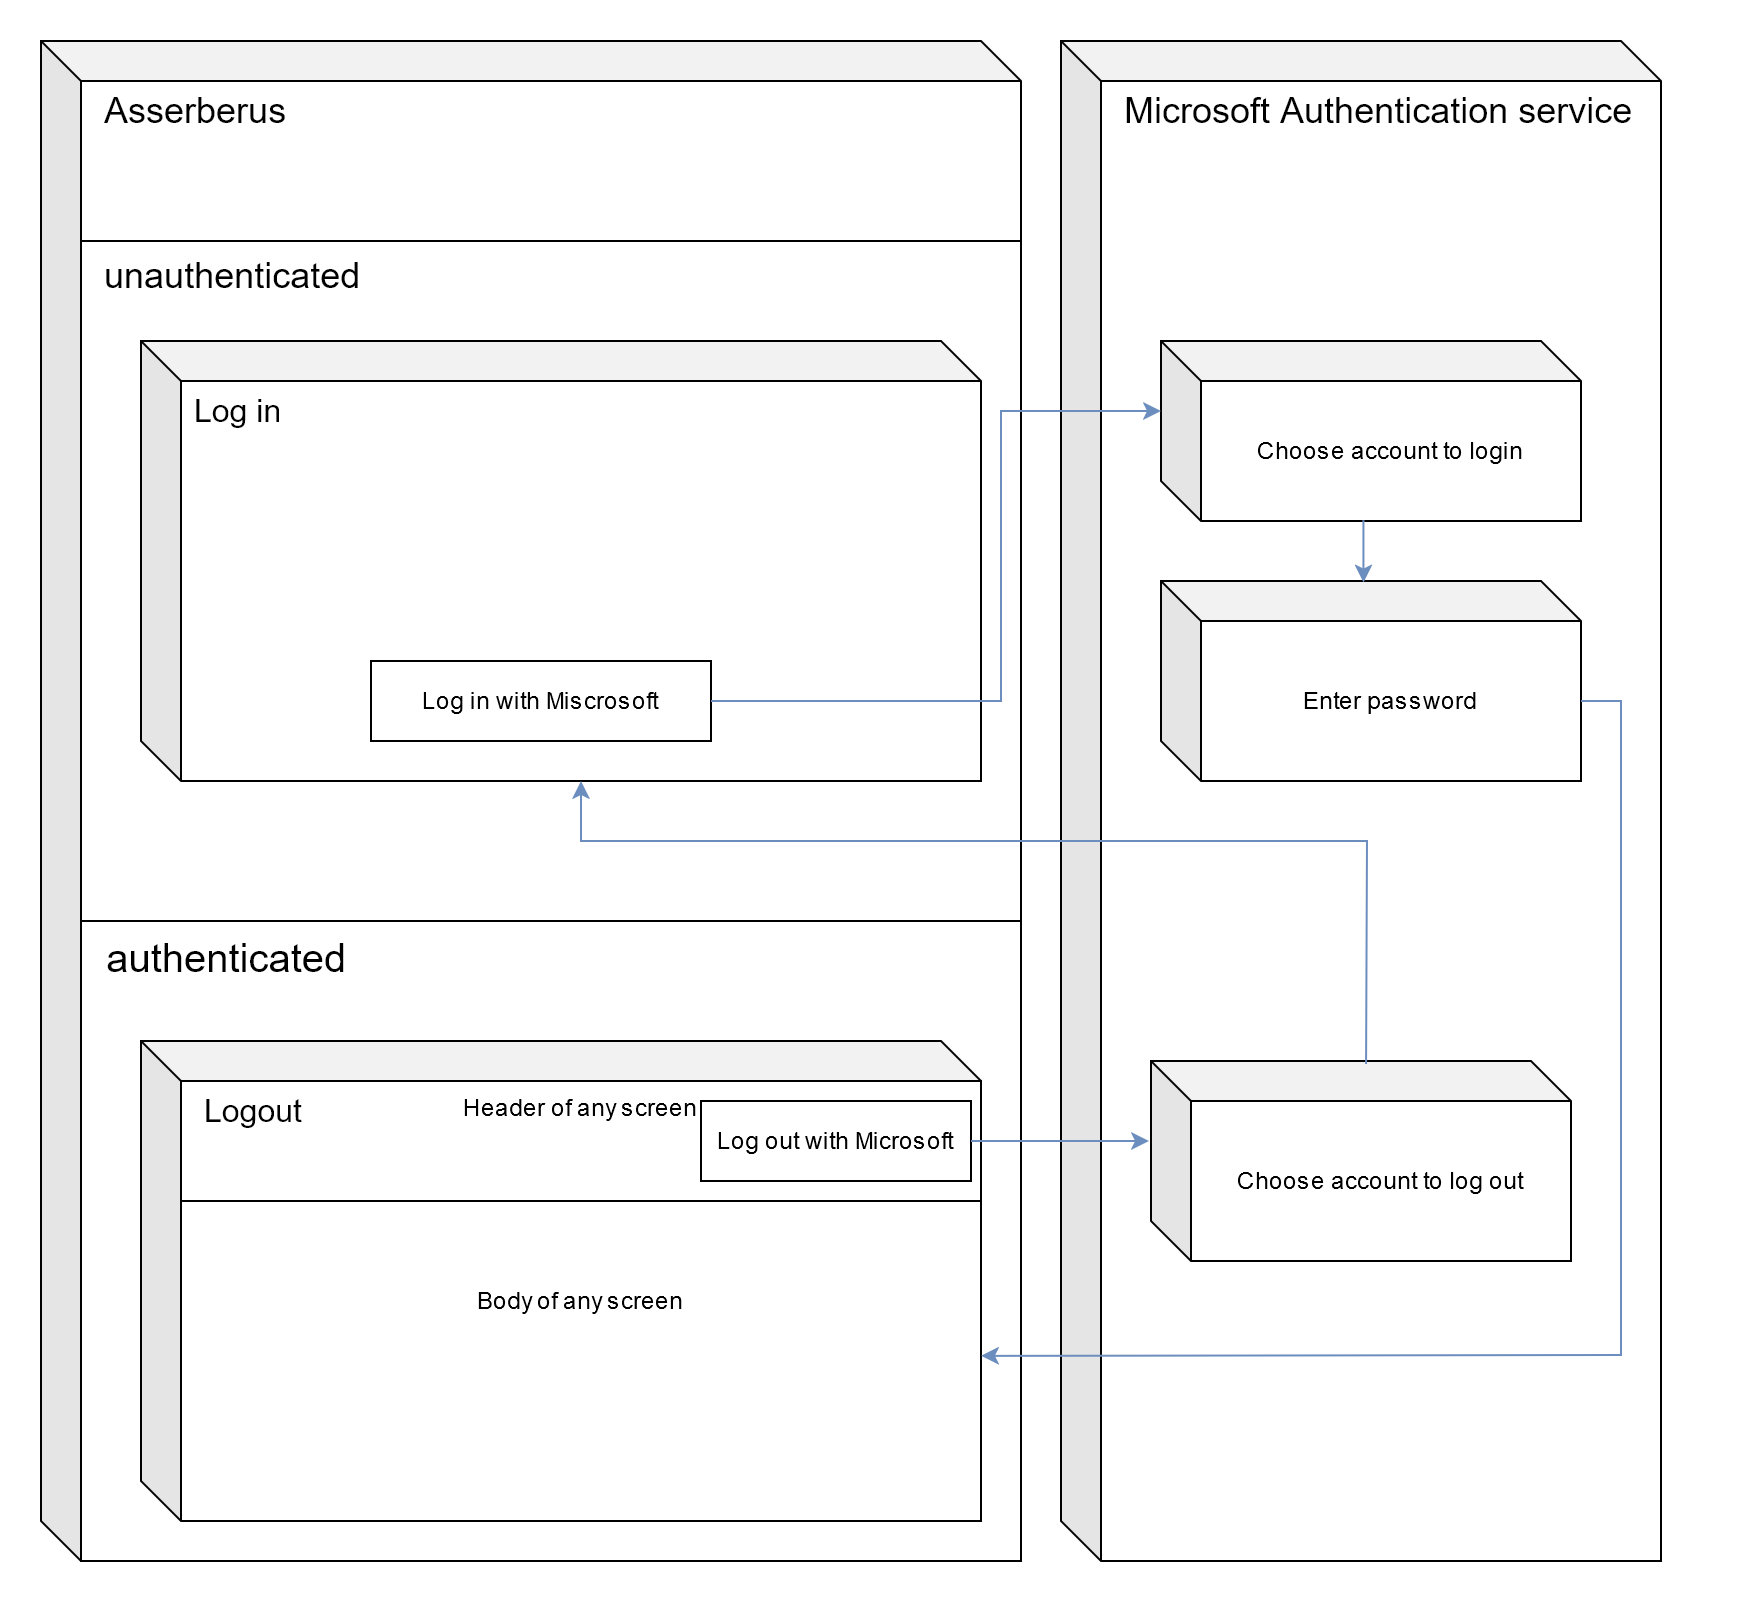 Asserberus
Microsoft Authentication service
unauthenticated
Log in
Choose account to login
Log in with Miscrosoft
Enter password
authenticated
Logout
Header of any screen
Log out with Microsoft
Choose account to log out
Body of any screen